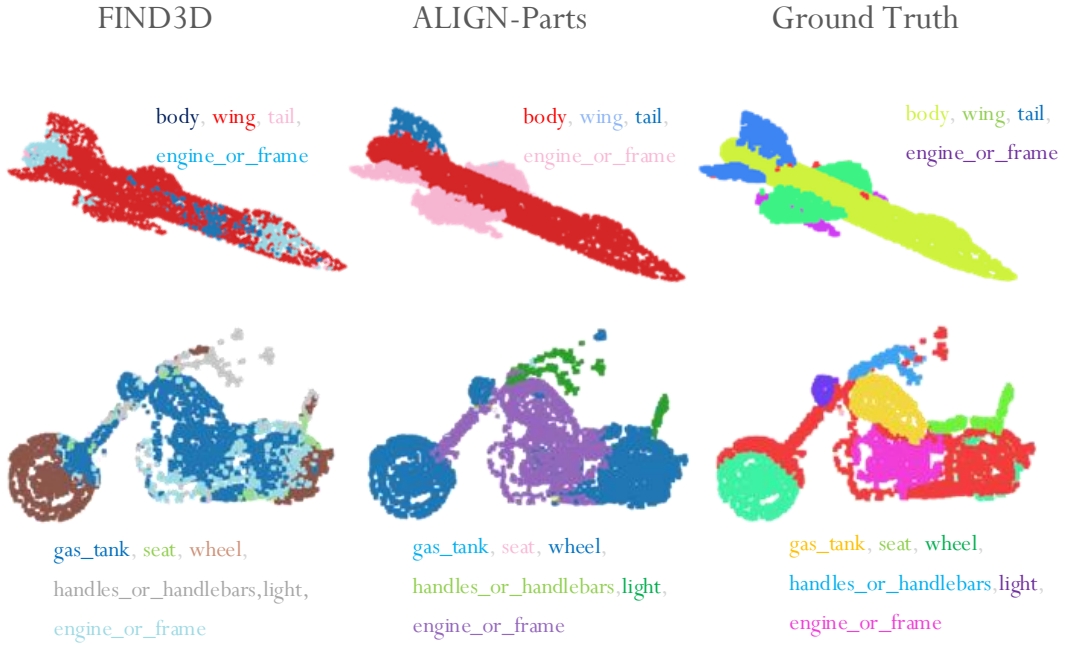 FIND3D
ALIGN-Parts
Ground Truth
body, wing, tail,
engine_or_frame
body, wing, tail,
engine_or_frame
body, wing, tail,
engine_or_frame
gas_tank, seat, wheel,
handles_or_handlebars,light,
engine_or_frame
gas_tank, seat, wheel,
handles_or_handlebars,light,
engine_or_frame
gas_tank, seat, wheel,
handles_or_handlebars,light,
engine_or_frame